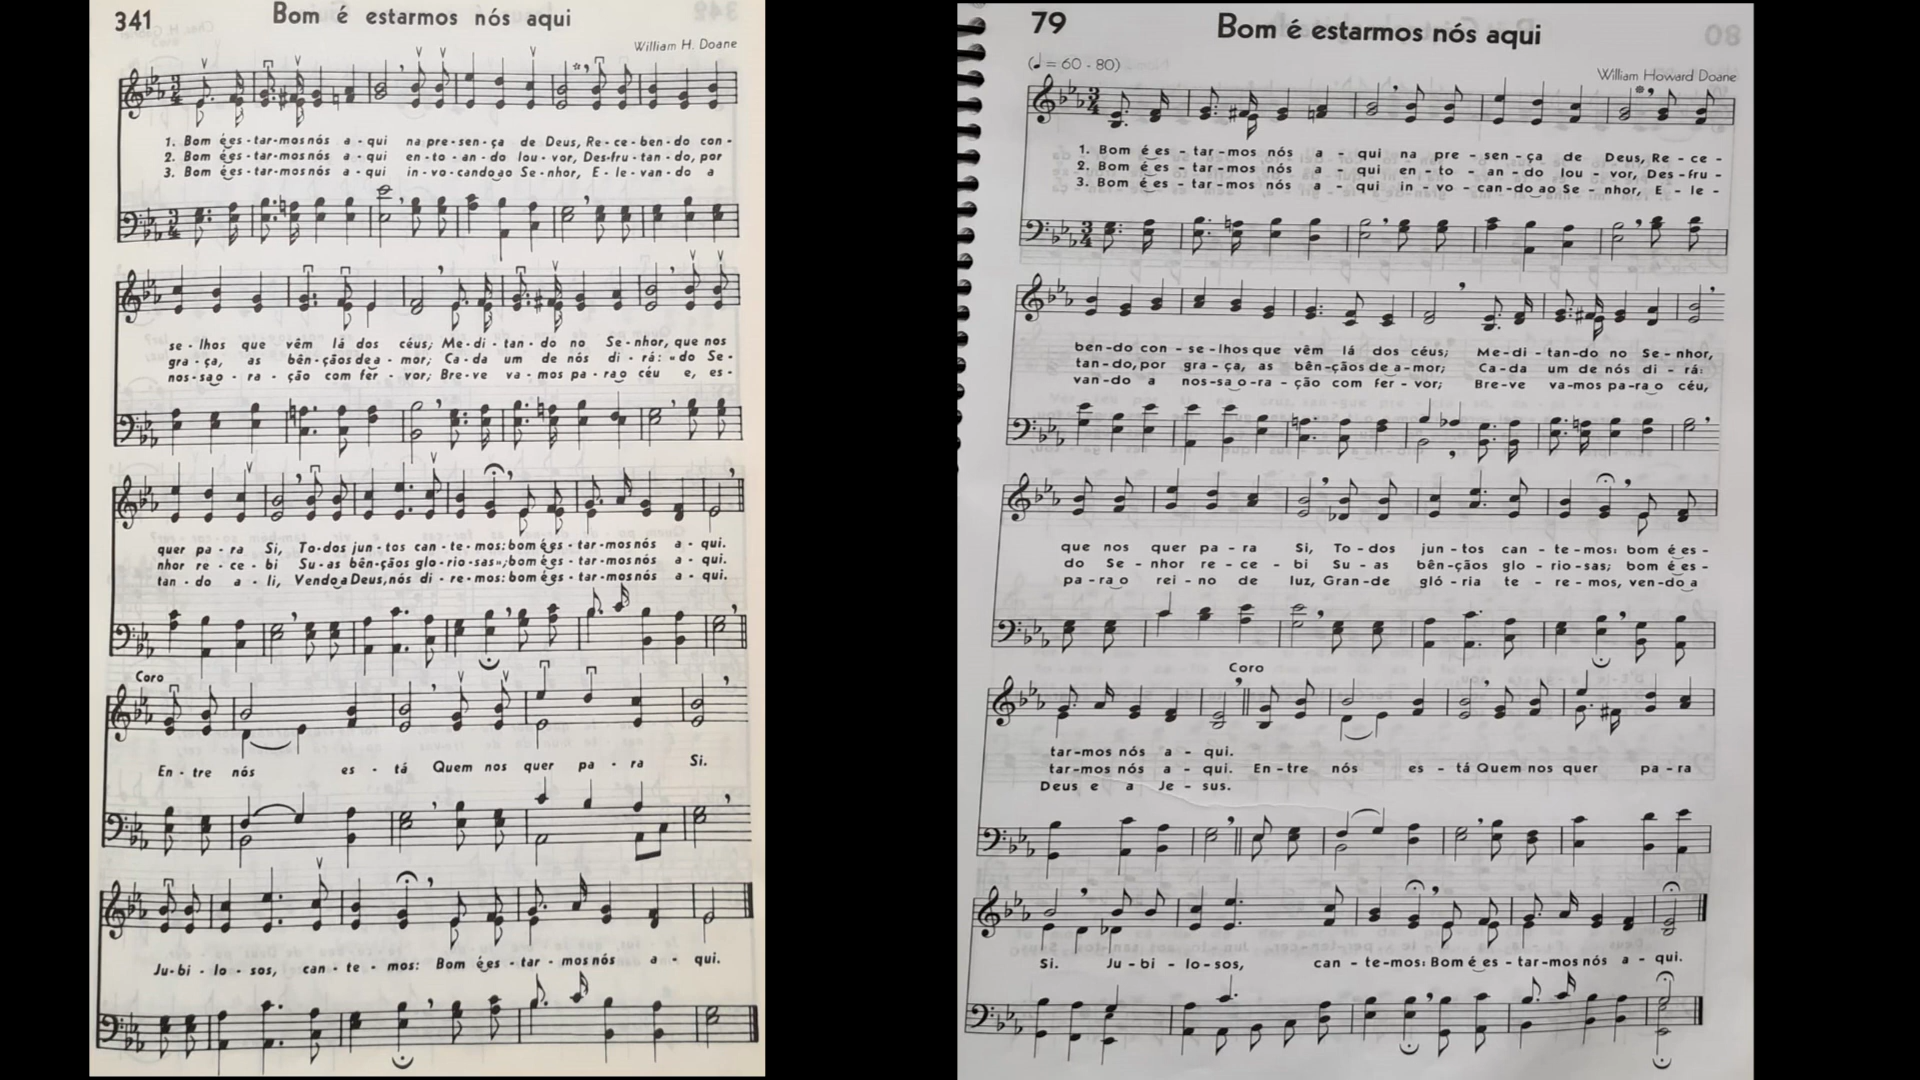 341
Bom é estarmos nós aqui
William H. Doane
1. Bom é es - tar - mos nós a - qui na pre - sen - ça de Deus, Re - ce - ben - do con -
2. Bom é es - tar - mos nós a - qui en - to - an - do lou - vor, Des - fru - tan - do, por
3. Bom é es - tar - mos nós a - qui in - vo - cando ao Se - nhor, E - le - van - do a
se - lhos que vêm lá dos céus; Me - di - tan - do no Se - nhor, que nos
gra - ça, as bên - çãos de a - mor; Ca - da um de nós di - rá: «do Se -
nos - sa o - ra - ção com fer - vor; Bre - ve va - mos pa - ra o céu e, es -
quer pa - ra Si, To - dos jun - tos can - te - mos: bom é es - tar - mos nós a - qui.
nhor re - ce - bi Su - as bên - çãos glo - rio - sas»; bom é es - tar - mos nós a - qui.
tan - do a - li, Vendo a Deus, nós di - re - mos: bom é es - tar - mos nós a - qui.
Coro
En - tre nós es - tá Quem nos quer pa - ra Si.
Ju - bi - lo - sos, can - te - mos: Bom é es - tar - mos nós a - qui.
79
Bom é estarmos nós aqui
(♩ = 60 - 80)
William Howard Doane
1. Bom é es - tar - mos nós a - qui na pre - sen - ça de Deus, Re - ce -
2. Bom é es - tar - mos nós a - qui en - to - an - do lou - vor, Des - fru -
3. Bom é es - tar - mos nós a - qui in - vo - can - do ao Se - nhor, E - le -
ben - do con - se - lhos que vêm lá dos céus; Me - di - tan - do no Se - nhor,
tan - do, por gra - ça, as bên - çãos de a - mor; Ca - da um de nós di - rá:
van - do a nos - sa o - ra - ção com fer - vor; Bre - ve va - mos pa - ra o céu,
que nos quer pa - ra Si, To - dos jun - tos can - te - mos: bom é es -
do Se - nhor re - ce - bi Su - as bên - çãos glo - rio - sas; bom é es -
pa - ra o rei - no de luz, Gran - de gló - ria te - re - mos, ven - do a
Coro
tar - mos nós a - qui.
tar - mos nós a - qui. En - tre nós es - tá Quem nos quer pa - ra
Deus e a Je - sus.
Si. Ju - bi - lo - sos, can - te - mos: Bom é es - tar - mos nós a - qui.